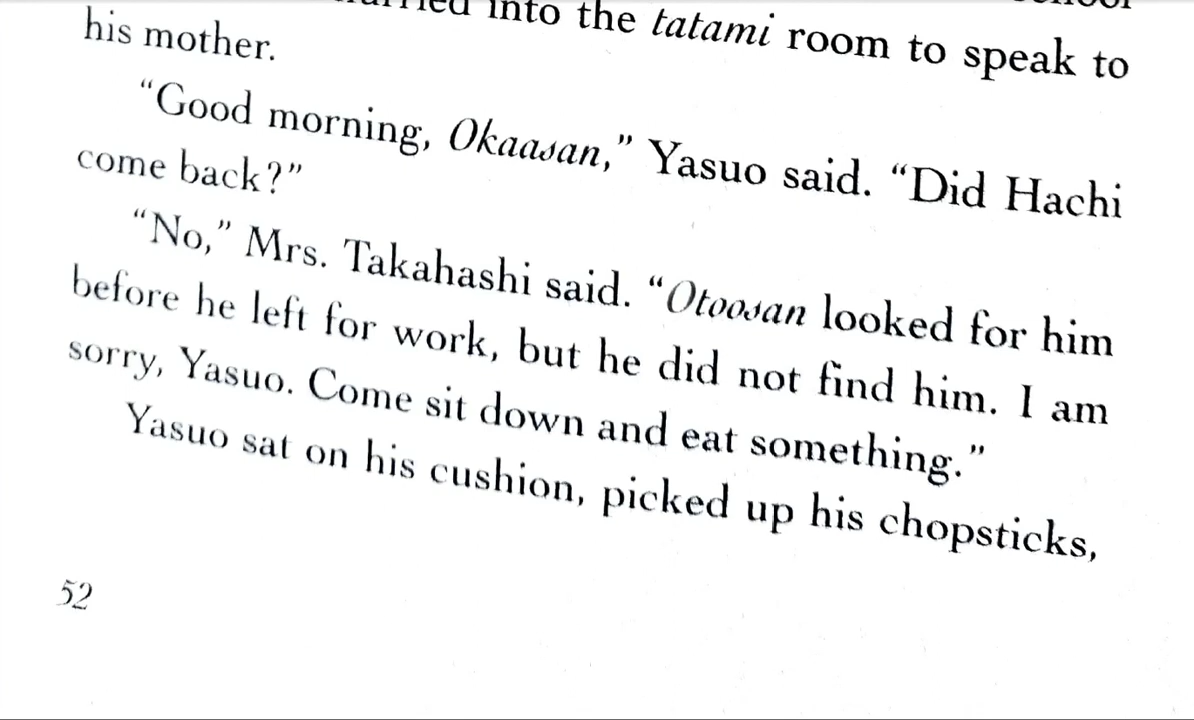 into the tatami room to speak to
his mother.
“Good morning, Okaasan,” Yasuo said. “Did Hachi
come back?”
“No,” Mrs. Takahashi said. “Otoosan looked for him
before he left for work, but he did not find him. I am
sorry, Yasuo. Come sit down and eat something.”
Yasuo sat on his cushion, picked up his chopsticks,
52